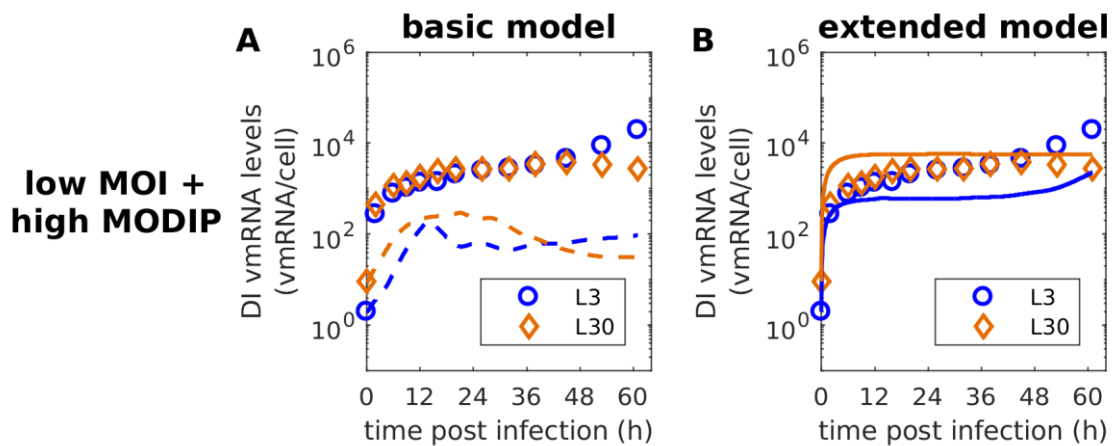 A
basic model
B
extended model
low MOI +
high MODIP
DI vmRNA levels
(vmRNA/cell)
10^6
10^4
10^2
10^0
L3
L30
0 12 24 36 48 60
time post infection (h)
DI vmRNA levels
(vmRNA/cell)
10^6
10^4
10^2
10^0
L3
L30
0 12 24 36 48 60
time post infection (h)